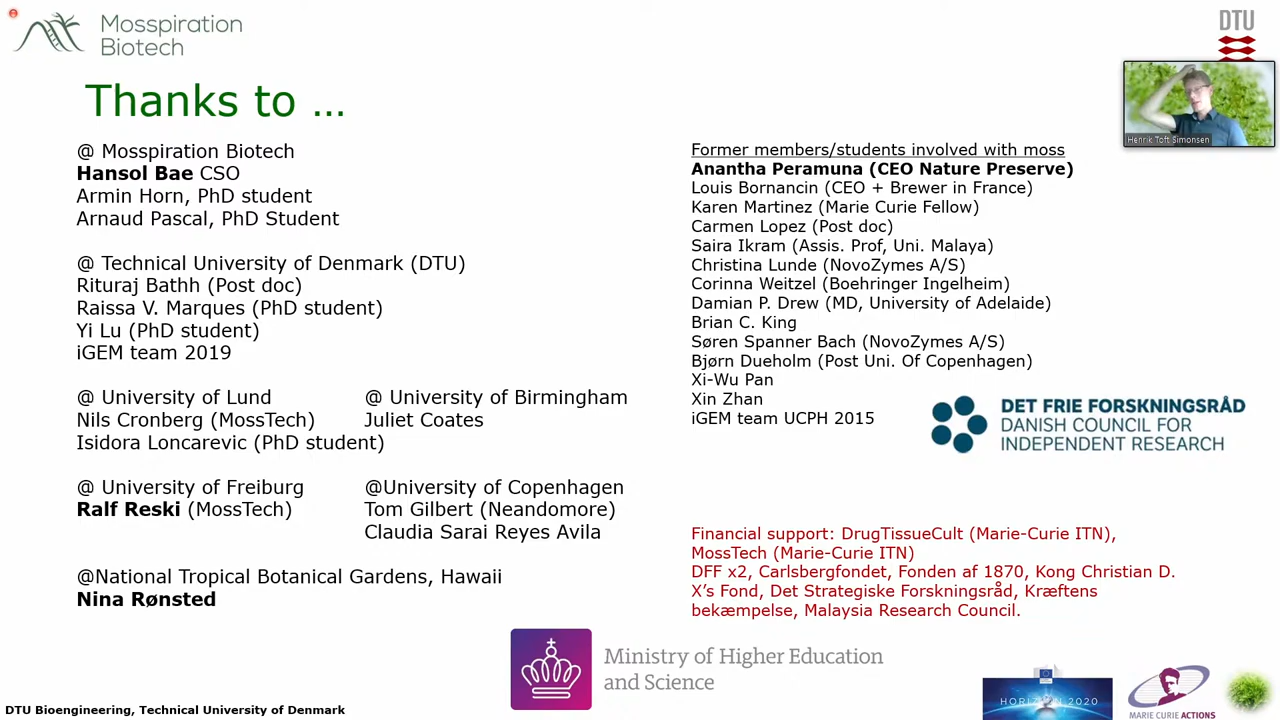 Mosspiration
Biotech
DTU
Thanks to ...
@ Mosspiration Biotech
Hansol Bae CSO
Armin Horn, PhD student
Arnaud Pascal, PhD Student
@ Technical University of Denmark (DTU)
Rituraj Bathh (Post doc)
Raissa V. Marques (PhD student)
Yi Lu (PhD student)
iGEM team 2019
@ University of Lund
Nils Cronberg (MossTech)
Isidora Loncarevic (PhD student)
@ University of Birmingham
Juliet Coates
@ University of Freiburg
Ralf Reski (MossTech)
@University of Copenhagen
Tom Gilbert (Neandomore)
Claudia Sarai Reyes Avila
@National Tropical Botanical Gardens, Hawaii
Nina Rønsted
Henrik Toft Simonsen
Former members/students involved with moss
Anantha Peramuna (CEO Nature Preserve)
Louis Bornancin (CEO + Brewer in France)
Karen Martinez (Marie Curie Fellow)
Carmen Lopez (Post doc)
Saira Ikram (Assis. Prof, Uni. Malaya)
Christina Lunde (NovoZymes A/S)
Corinna Weitzel (Boehringer Ingelheim)
Damian P. Drew (MD, University of Adelaide)
Brian C. King
Søren Spanner Bach (NovoZymes A/S)
Bjørn Dueholm (Post Uni. Of Copenhagen)
Xi-Wu Pan
Xin Zhan
iGEM team UCPH 2015
DET FRIE FORSKNINGSRÅD
DANISH COUNCIL FOR
INDEPENDENT RESEARCH
Financial support: DrugTissueCult (Marie-Curie ITN),
MossTech (Marie-Curie ITN)
DFF x2, Carlsbergfondet, Fonden af 1870, Kong Christian D.
X's Fond, Det Strategiske Forskningsråd, Kræftens
bekæmpelse, Malaysia Research Council.
Ministry of Higher Education
and Science
HORIZON 2020
MARIE CURIE ACTIONS
DTU Bioengineering, Technical University of Denmark